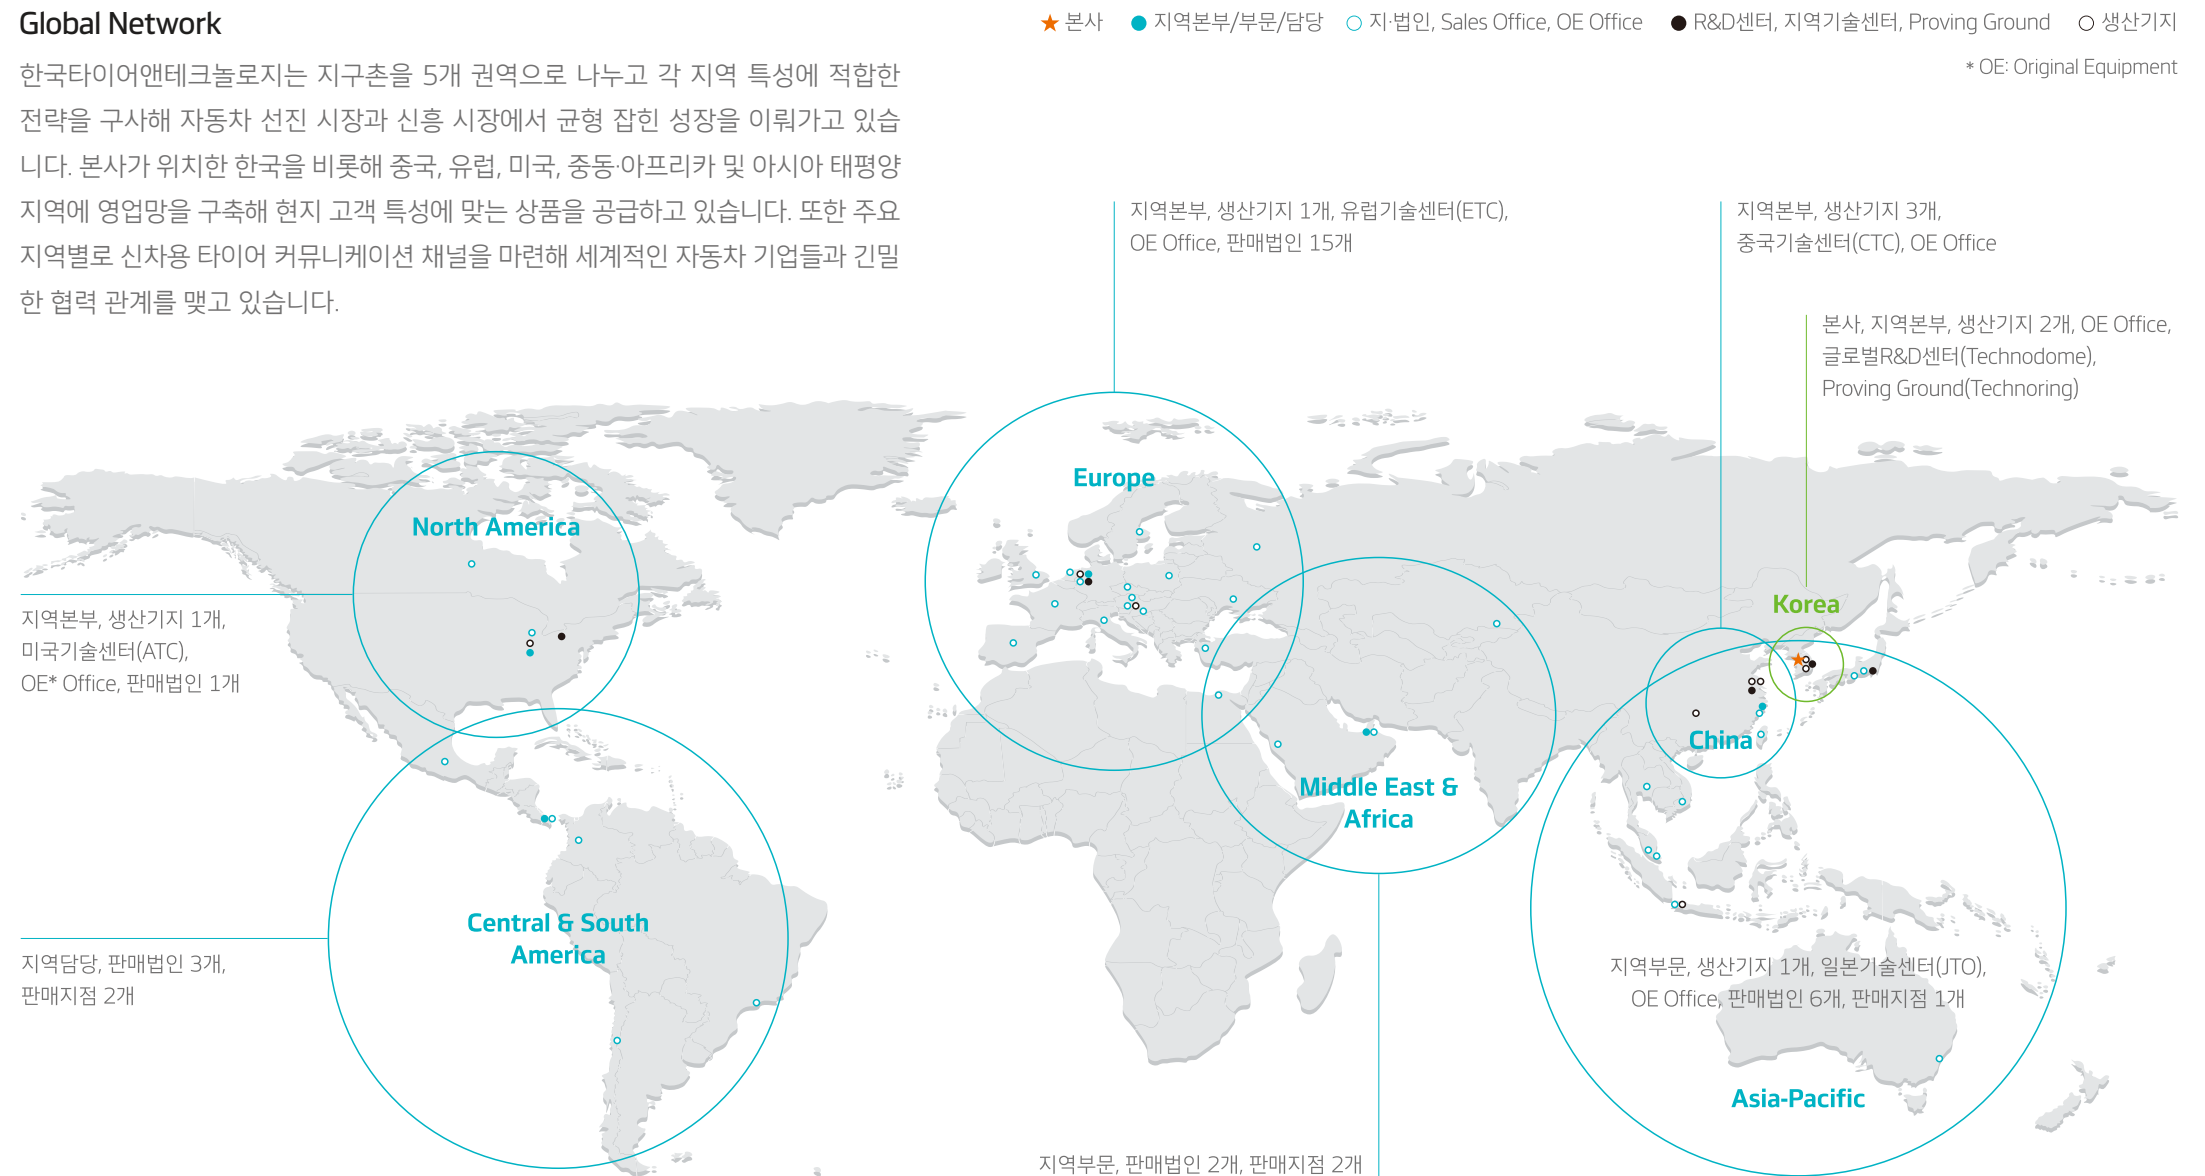 Global Network
★ 본사 ● 지역본부/부문/담당 ○ 지·법인, Sales Office, OE Office ● R&D센터, 지역기술센터, Proving Ground ○ 생산기지
* OE: Original Equipment
한국타이어앤테크놀로지는 지구촌을 5개 권역으로 나누고 각 지역 특성에 적합한
전략을 구사해 자동차 선진 시장과 신흥 시장에서 균형 잡힌 성장을 이뤄가고 있습
니다. 본사가 위치한 한국을 비롯해 중국, 유럽, 미국, 중동·아프리카 및 아시아 태평양
지역에 영업망을 구축해 현지 고객 특성에 맞는 상품을 공급하고 있습니다. 또한 주요
지역별로 신차용 타이어 커뮤니케이션 채널을 마련해 세계적인 자동차 기업들과 긴밀
한 협력 관계를 맺고 있습니다.
지역본부, 생산기지 1개, 유럽기술센터(ETC),
OE Office, 판매법인 15개
지역본부, 생산기지 3개,
중국기술센터(CTC), OE Office
본사, 지역본부, 생산기지 2개, OE Office,
글로벌R&D센터(Technodome),
Proving Ground(Technoring)
Europe
North America
Korea
지역본부, 생산기지 1개,
미국기술센터(ATC),
OE* Office, 판매법인 1개
China
Middle East &
Africa
Central & South
America
지역담당, 판매법인 3개,
판매지점 2개
지역부문, 생산기지 1개, 일본기술센터(JTO),
OE Office, 판매법인 6개, 판매지점 1개
Asia-Pacific
지역부문, 판매법인 2개, 판매지점 2개